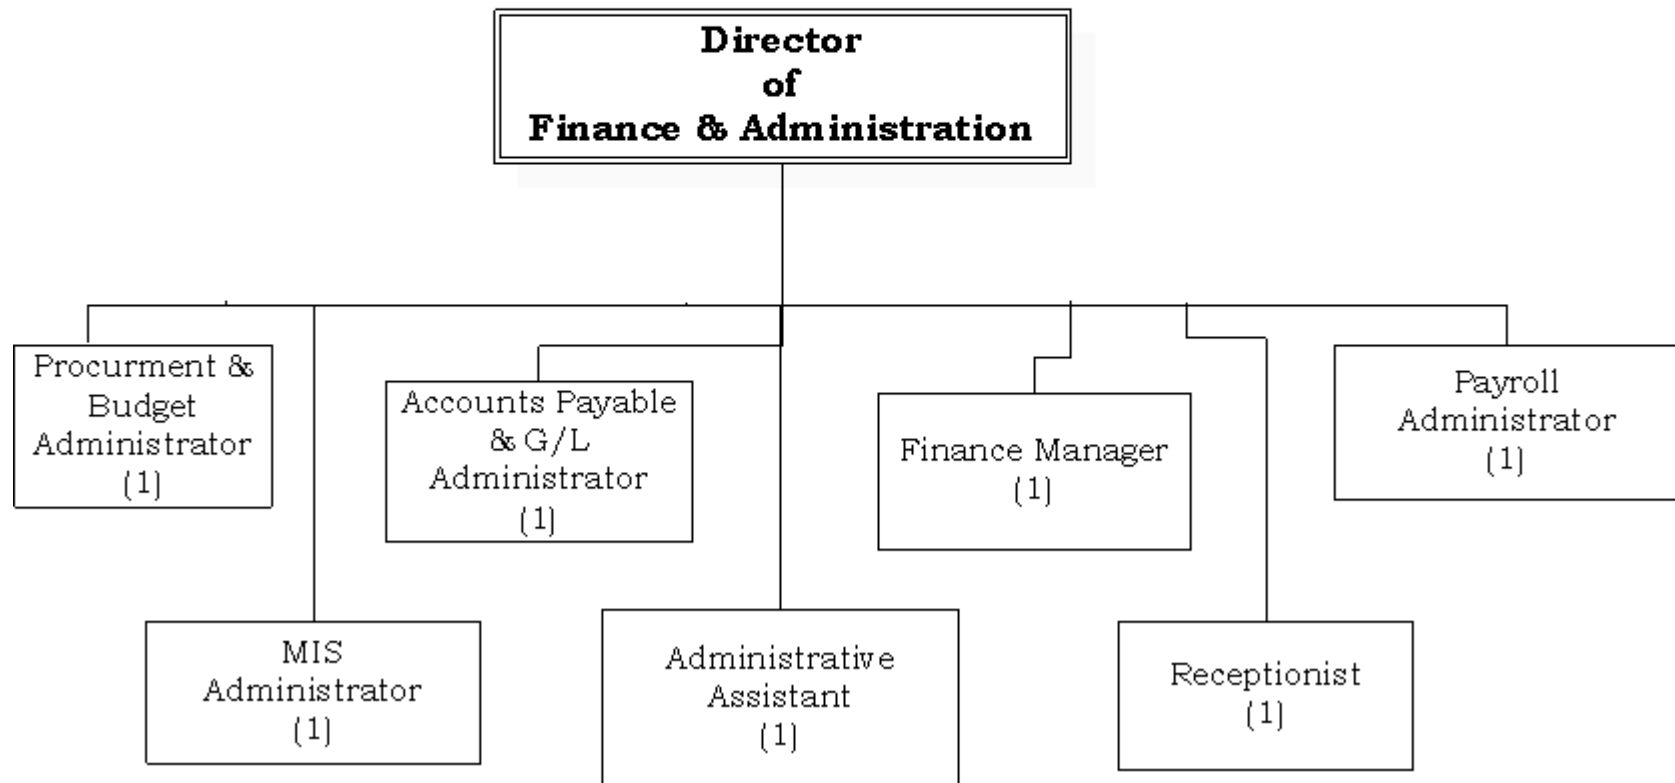 Director
of
Finance & Administration
Procurment &
Budget
Administrator
(1)
Accounts Payable
& G/L
Administrator
(1)
Finance Manager
(1)
Payroll
Administrator
(1)
MIS
Administrator
(1)
Administrative
Assistant
(1)
Receptionist
(1)